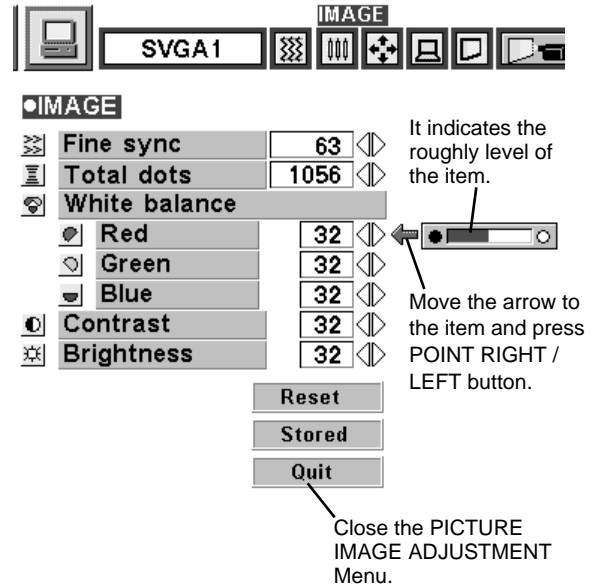 IMAGE
SVGA1
●IMAGE
Fine sync 63
Total dots 1056
White balance
Red 32
Green 32
Blue 32
Contrast 32
Brightness 32
Reset
Stored
Quit
It indicates the
roughly level of
the item.
Move the arrow to
the item and press
POINT RIGHT /
LEFT button.
Close the PICTURE
IMAGE ADJUSTMENT
Menu.